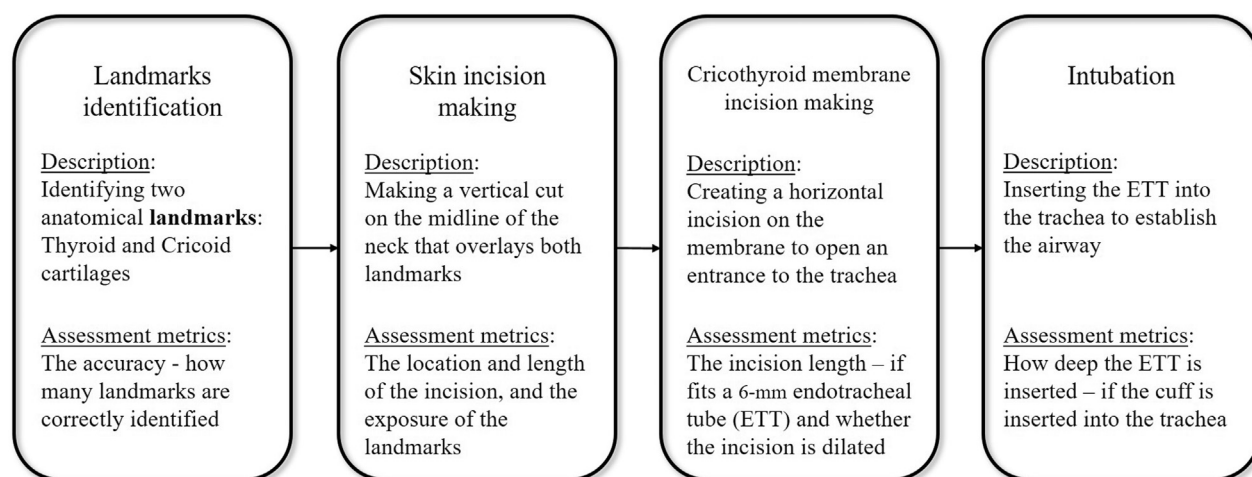 Landmarks
identification
Description:
Identifying two
anatomical landmarks:
Thyroid and Cricoid
cartilages
Assessment metrics:
The accuracy - how
many landmarks are
correctly identified
Skin incision
making
Description:
Making a vertical cut
on the midline of the
neck that overlays both
landmarks
Assessment metrics:
The location and length
of the incision, and the
exposure of the
landmarks
Cricothyroid membrane
incision making
Description:
Creating a horizontal
incision on the
membrane to open an
entrance to the trachea
Assessment metrics:
The incision length – if
fits a 6-mm endotracheal
tube (ETT) and whether
the incision is dilated
Intubation
Description:
Inserting the ETT into
the trachea to establish
the airway
Assessment metrics:
How deep the ETT is
inserted – if the cuff is
inserted into the trachea